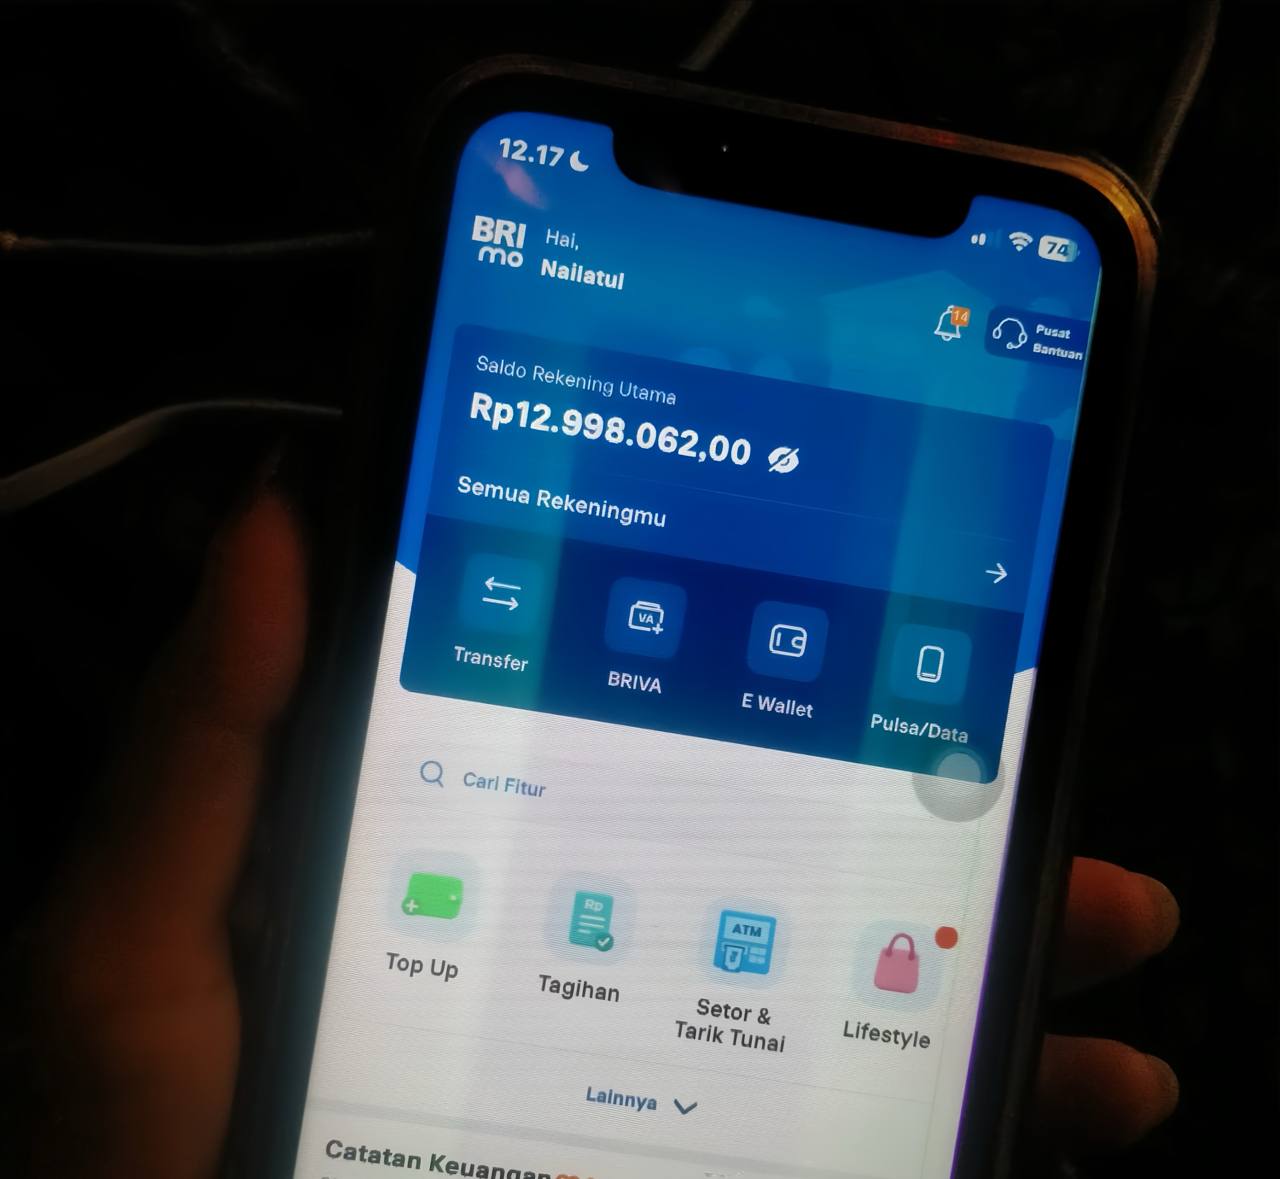 12.17
74
BRI
mo
Hai,
Nailatul
14
Pusat
Bantuan
Saldo Rekening Utama
Rp12.998.062,00
Semua Rekeningmu
VA
Transfer
BRIVA
E Wallet
Pulsa/Data
Cari Fitur
Rp
ATM
Top Up
Tagihan
Setor &
Tarik Tunai
Lifestyle
Lainnya
Catatan Keuangan